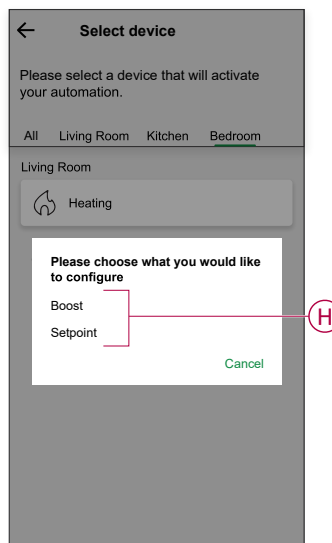 Select device
Please select a device that will activate
your automation.
All Living Room Kitchen Bedroom
Living Room
Heating
Please choose what you would like
to configure
Boost
Setpoint
H
Cancel